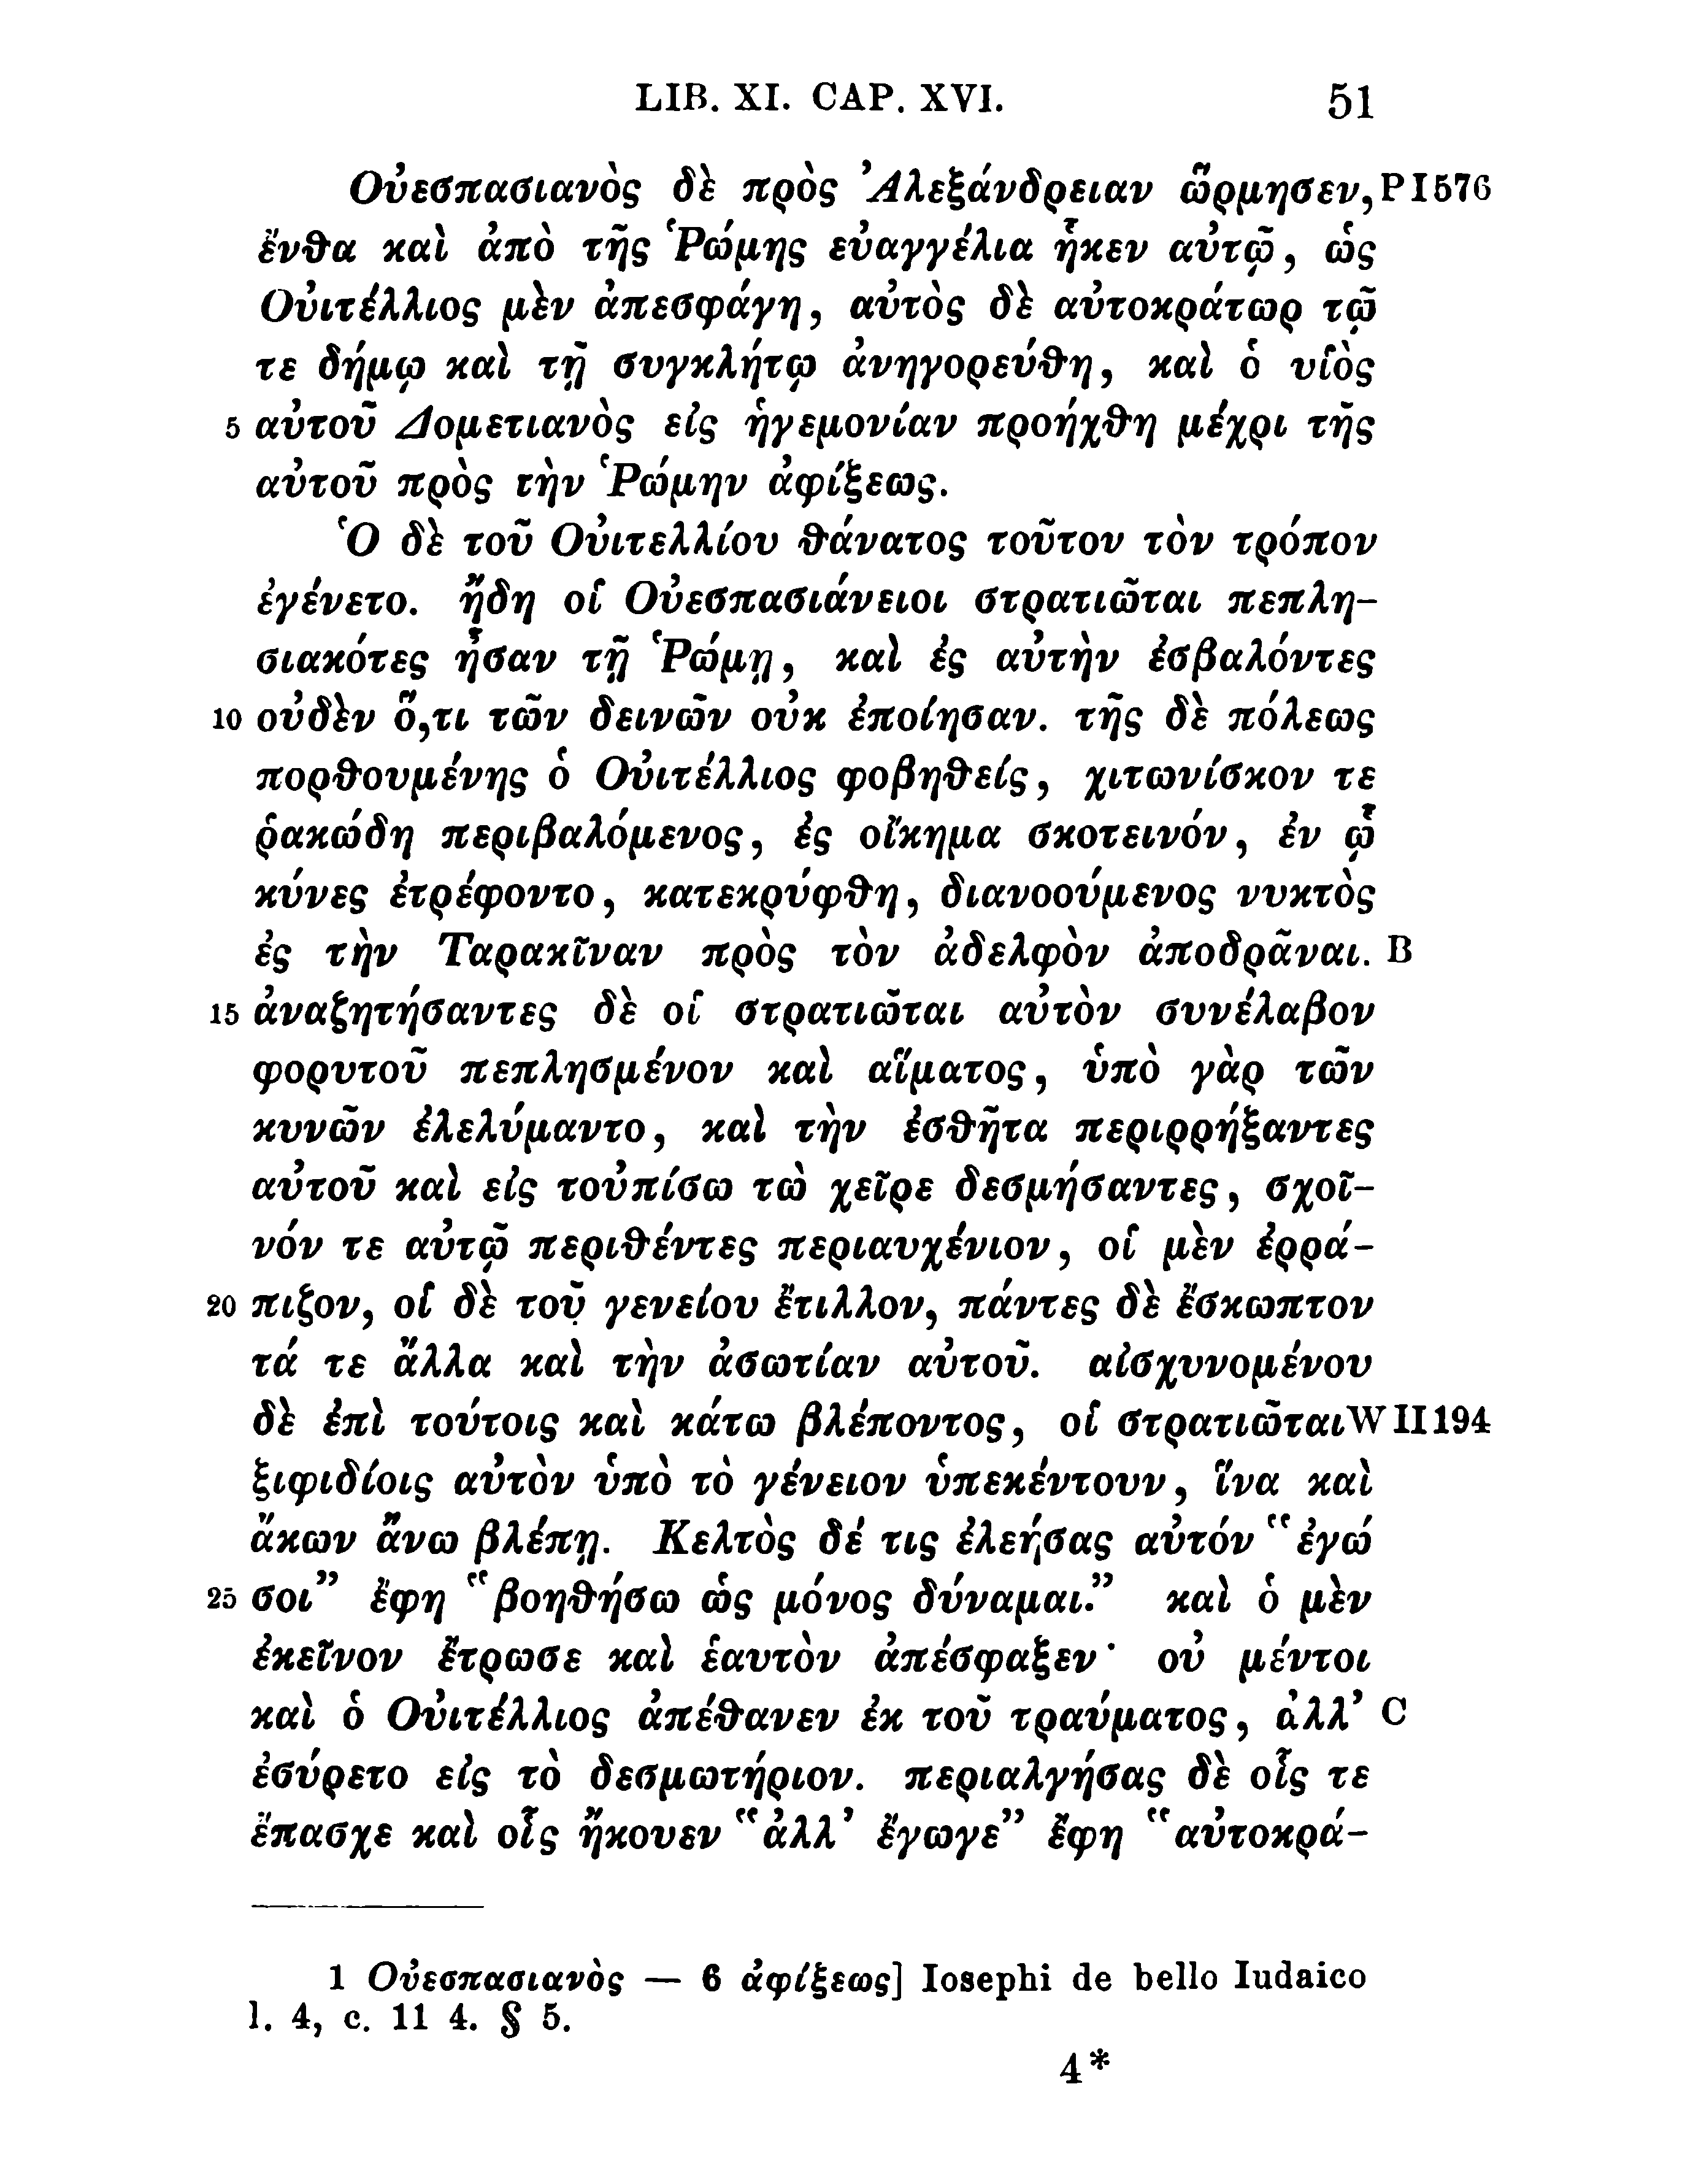 LIB. XI. CAP. XVI. 51
Οὐεσπασιανὸς δὲ πρὸς Ἀλεξάνδρειαν ὥρμησεν, P I 576
ἔνθα καὶ ἀπὸ τῆς Ῥώμης εὐαγγέλια ἧκεν αὐτῷ, ὡς
Οὐιτέλλιος μὲν ἀπεσφάγη, αὐτὸς δὲ αὐτοκράτωρ τῷ
τε δήμῳ καὶ τῇ συγκλήτῳ ἀνηγορεύθη, καὶ ὁ υἱὸς
5 αὐτοῦ Δομετιανὸς εἰς ἡγεμονίαν προήχθη μέχρι τῆς
αὐτοῦ πρὸς τὴν Ῥώμην ἀφίξεως.
Ὁ δὲ τοῦ Οὐιτελλίου θάνατος τοῦτον τὸν τρόπον
ἐγένετο. ἤδη οἱ Οὐεσπασιάνειοι στρατιῶται πεπλη-
σιακότες ἦσαν τῇ Ῥώμῃ, καὶ ἐς αὐτὴν ἐσβαλόντες
10 οὐδὲν ὅ,τι τῶν δεινῶν οὐκ ἐποίησαν. τῆς δὲ πόλεως
πορθουμένης ὁ Οὐιτέλλιος φοβηθείς, χιτωνίσκον τε
ῥακώδη περιβαλόμενος, ἐς οἴκημα σκοτεινόν, ἐν ᾧ
κύνες ἐτρέφοντο, κατεκρύφθη, διανοούμενος νυκτὸς
ἐς τὴν Ταρακῖναν πρὸς τὸν ἀδελφὸν ἀποδρᾶναι. B
15 ἀναζητήσαντες δὲ οἱ στρατιῶται αὐτὸν συνέλαβον
φορυτοῦ πεπλησμένον καὶ αἵματος, ὑπὸ γὰρ τῶν
κυνῶν ἐλελύμαντο, καὶ τὴν ἐσθῆτα περιρρήξαντες
αὐτοῦ καὶ εἰς τοὐπίσω τὼ χεῖρε δεσμήσαντες, σχοῖ-
νόν τε αὐτῷ περιθέντες περιαυχένιον, οἱ μὲν ἐρρά-
20 πιζον, οἱ δὲ τοῦ γενείου ἔτιλλον, πάντες δὲ ἔσκωπτον
τά τε ἄλλα καὶ τὴν ἀσωτίαν αὐτοῦ. αἰσχυνομένου
δὲ ἐπὶ τούτοις καὶ κάτω βλέποντος, οἱ στρατιῶται W II 194
ξιφιδίοις αὐτὸν ὑπὸ τὸ γένειον ὑπεκέντουν, ἵνα καὶ
ἄκων ἄνω βλέπῃ. Κελτὸς δέ τις ἐλεήσας αὐτόν “ἐγώ
25 σοι” ἔφη “βοηθήσω ὡς μόνος δύναμαι.” καὶ ὁ μὲν
ἐκεῖνον ἔτρωσε καὶ ἑαυτὸν ἀπέσφαξεν· οὐ μέντοι
καὶ ὁ Οὐιτέλλιος ἀπέθανεν ἐκ τοῦ τραύματος, ἀλλ’ C
ἐσύρετο εἰς τὸ δεσμωτήριον. περιαλγήσας δὲ οἷς τε
ἔπασχε καὶ οἷς ἤκουεν “ἀλλ’ ἔγωγε” ἔφη “αὐτοκρά-
1 Οὐεσπασιανὸς — 6 ἀφίξεως] Iosephi de bello Iudaico
l. 4, c. 11 4. § 5.
4*